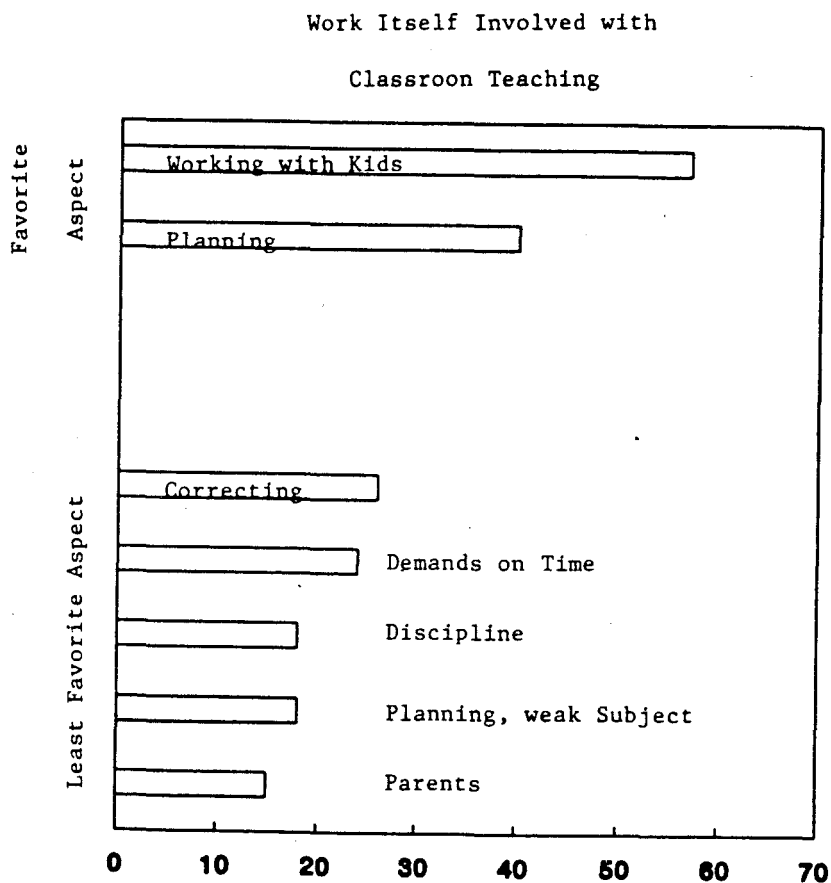 Work Itself Involved with
Classroon Teaching
Favorite
Aspect
Working with Kids
Planning
Least Favorite Aspect
Correcting
Demands on Time
Discipline
Planning, weak Subject
Parents
0 10 20 30 40 50 60 70